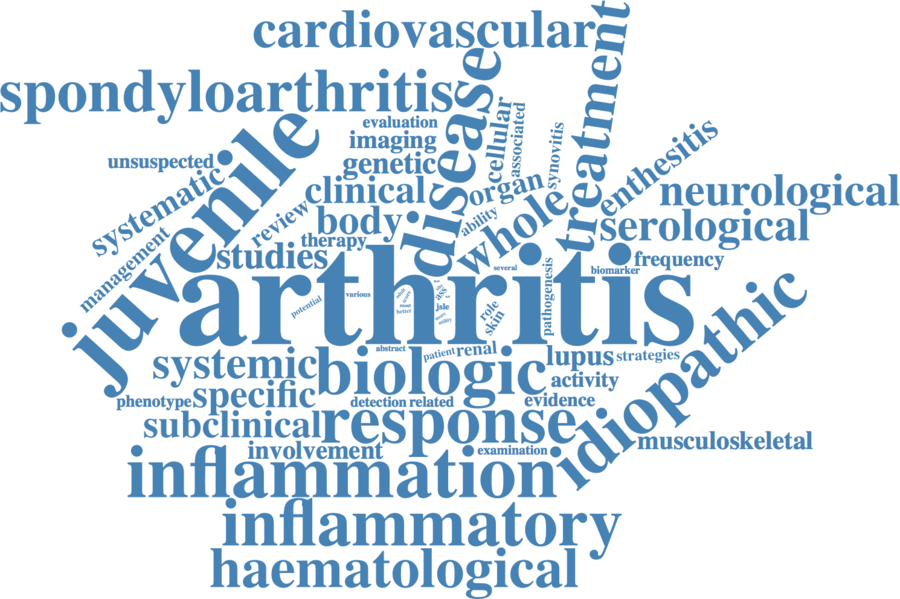 cardiovascular
treatment
disease
spondyloarthritis
cellular
associated
evaluation
juvenile
imaging
synovitis
enthesitis
unsuspected
genetic
systematic
clinical
organ
neurological
review
body
ability
whole
serological
management
therapy
studies
frequency
arthritis
several
biomarker
pathogenesis
idiopathic
potential
various
better
jsle
role
skin
abstract
patient
renal
lupus
strategies
systemic
biologic
activity
phenotype
specific
detection
related
evidence
subclinical
response
musculoskeletal
involvement
examination
inflammation
inflammatory
haematological